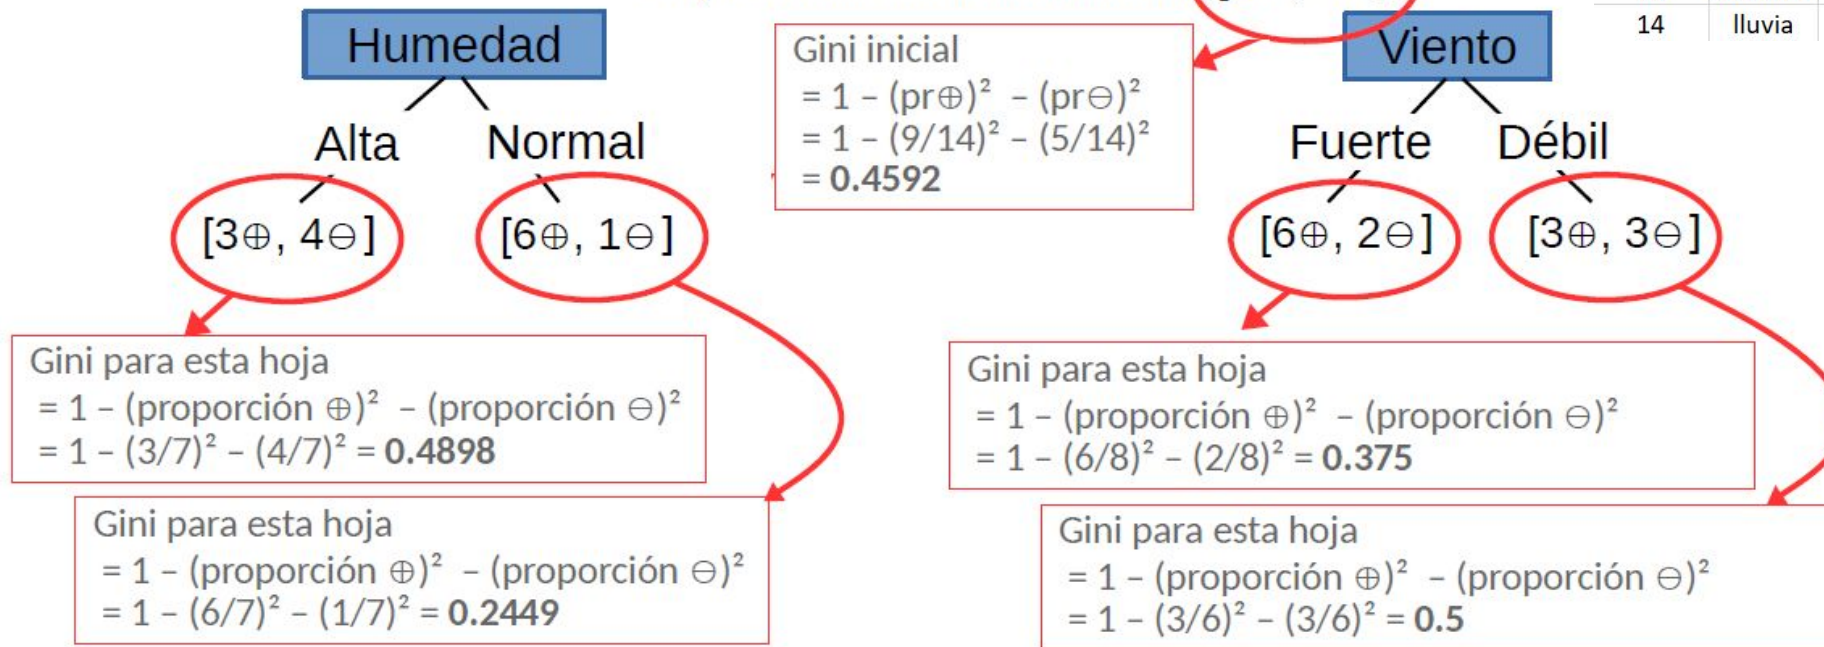 Humedad
Alta Normal
[3⊕, 4⊖] [6⊕, 1⊖]
Gini para esta hoja
= 1 – (proporción ⊕)² – (proporción ⊖)²
= 1 – (3/7)² – (4/7)² = 0.4898
Gini para esta hoja
= 1 – (proporción ⊕)² – (proporción ⊖)²
= 1 – (6/7)² – (1/7)² = 0.2449
Gini inicial
= 1 – (pr⊕)² – (pr⊖)²
= 1 – (9/14)² – (5/14)²
= 0.4592
14 lluvia
Viento
Fuerte Débil
[6⊕, 2⊖] [3⊕, 3⊖]
Gini para esta hoja
= 1 – (proporción ⊕)² – (proporción ⊖)²
= 1 – (6/8)² – (2/8)² = 0.375
Gini para esta hoja
= 1 – (proporción ⊕)² – (proporción ⊖)²
= 1 – (3/6)² – (3/6)² = 0.5